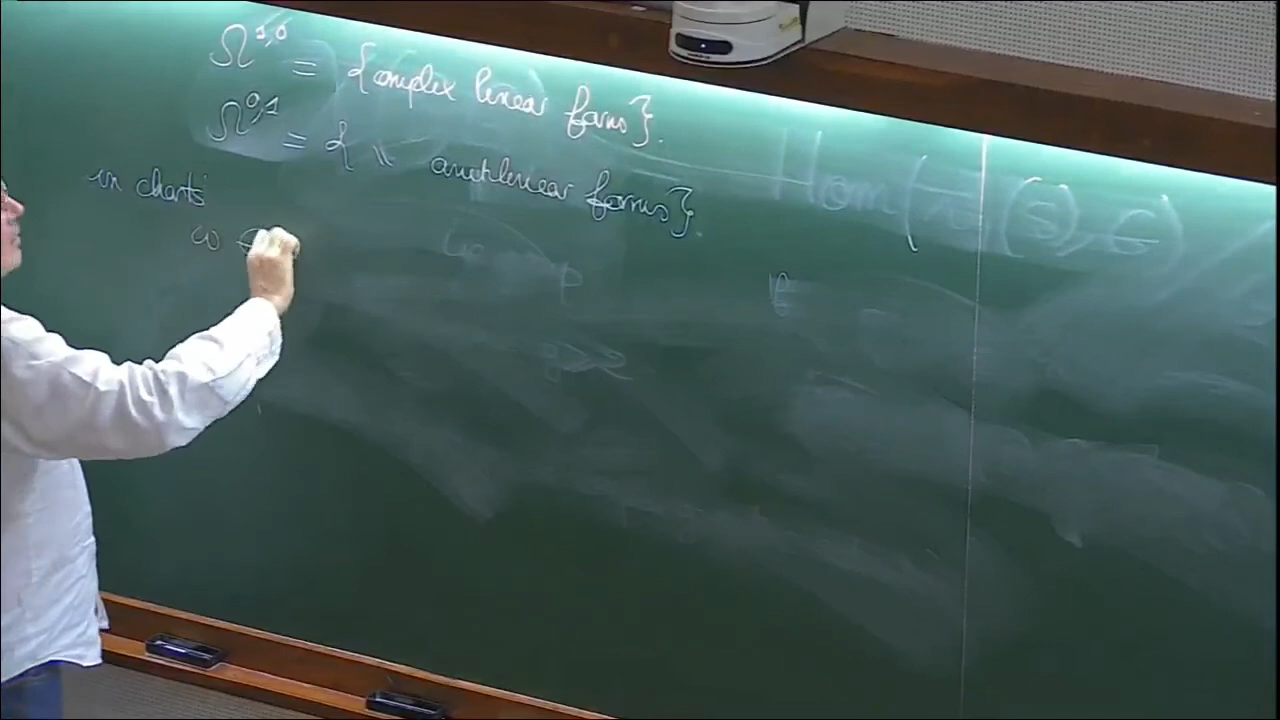 Ω^{1,0} = {complex linear forms}.
Ω^{0,1} = { \\ antilinear forms}.
in charts
ω ∈
Hom(π₁(S), C)